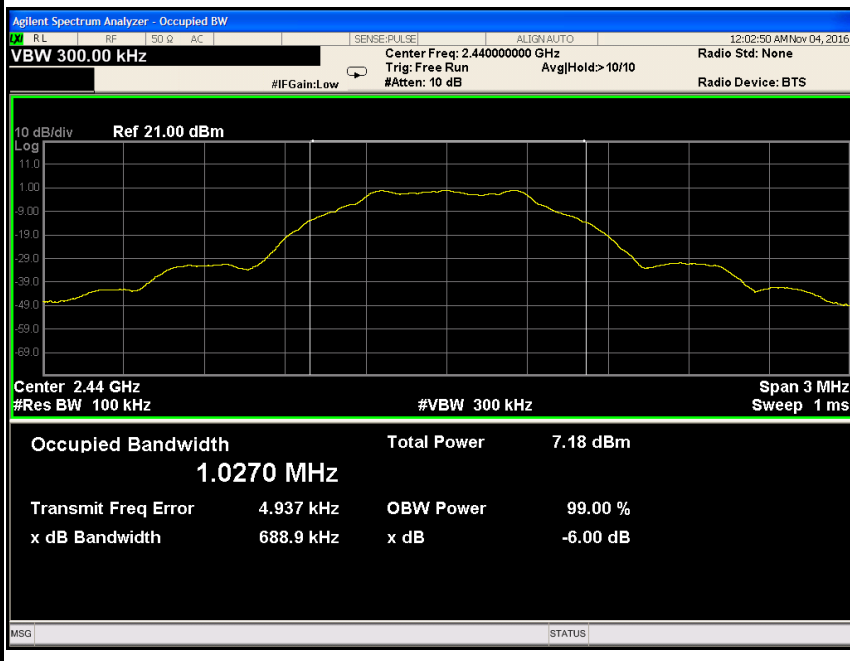 Agilent Spectrum Analyzer - Occupied BW
LXI RL RF 50 Ω AC SENSE:PULSE ALIGN AUTO 12:02:50 AM Nov 04, 2016
VBW 300.00 kHz Center Freq: 2.440000000 GHz Radio Std: None
Trig: Free Run Avg|Hold:> 10/10
#IFGain:Low #Atten: 10 dB Radio Device: BTS
10 dB/div Ref 21.00 dBm
Log
11.0
1.00
-9.00
-19.0
-29.0
-39.0
-49.0
-59.0
-69.0
Center 2.44 GHz Span 3 MHz
#Res BW 100 kHz #VBW 300 kHz Sweep 1 ms
Occupied Bandwidth Total Power 7.18 dBm
1.0270 MHz
Transmit Freq Error 4.937 kHz OBW Power 99.00 %
x dB Bandwidth 688.9 kHz x dB -6.00 dB
MSG STATUS